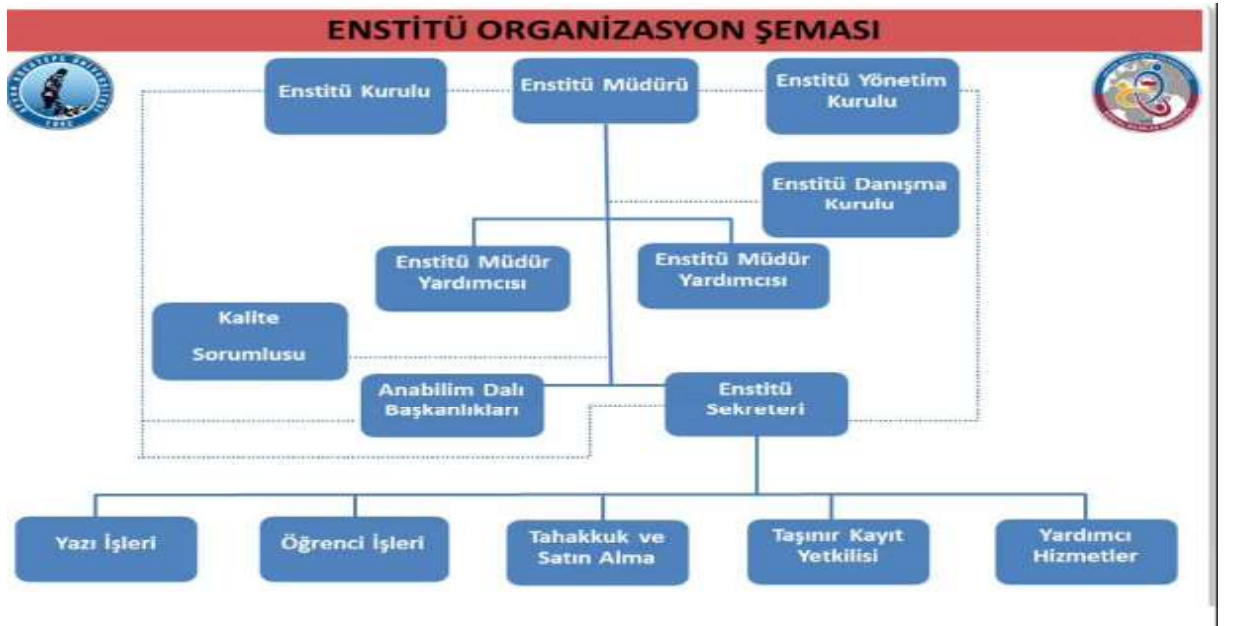 ENSTİTÜ ORGANİZASYON ŞEMASI
Enstitü Kurulu
Enstitü Müdürü
Enstitü Yönetim
Kurulu
Enstitü Danışma
Kurulu
Enstitü Müdür
Yardımcısı
Enstitü Müdür
Yardımcısı
Kalite
Sorumlusu
Anabilim Dalı
Başkanlıkları
Enstitü
Sekreteri
Yazı İşleri
Öğrenci İşleri
Tahakkuk ve
Satın Alma
Taşınır Kayıt
Yetkilisi
Yardımcı
Hizmetler